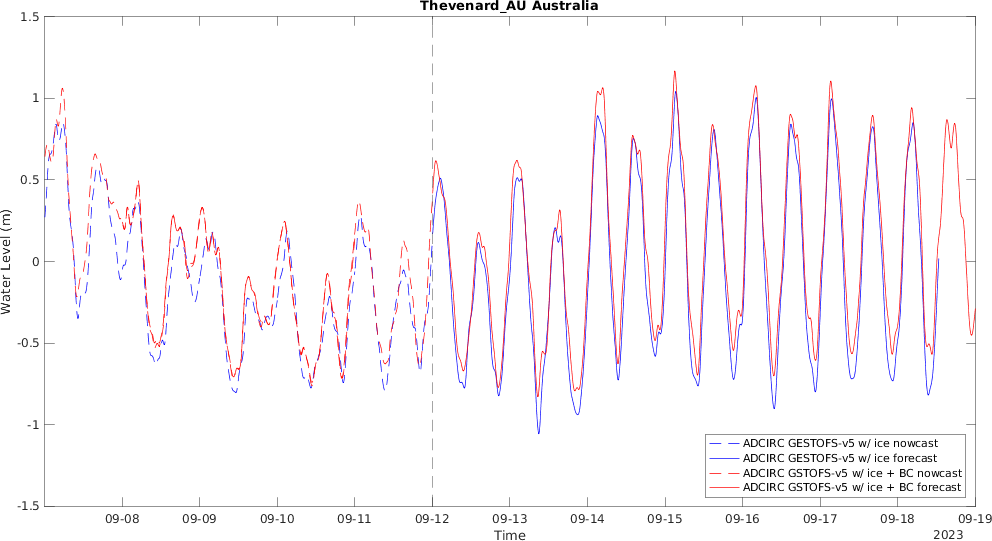 Thevenard_AU Australia
1.5
1
0.5
0
-0.5
-1
-1.5
Water Level (m)
09-08
09-09
09-10
09-11
09-12
09-13
09-14
09-15
09-16
09-17
09-18
09-19
Time
2023
ADCIRC GESTOFS-v5 w/ ice nowcast
ADCIRC GESTOFS-v5 w/ ice forecast
ADCIRC GSTOFS-v5 w/ ice + BC nowcast
ADCIRC GSTOFS-v5 w/ ice + BC forecast